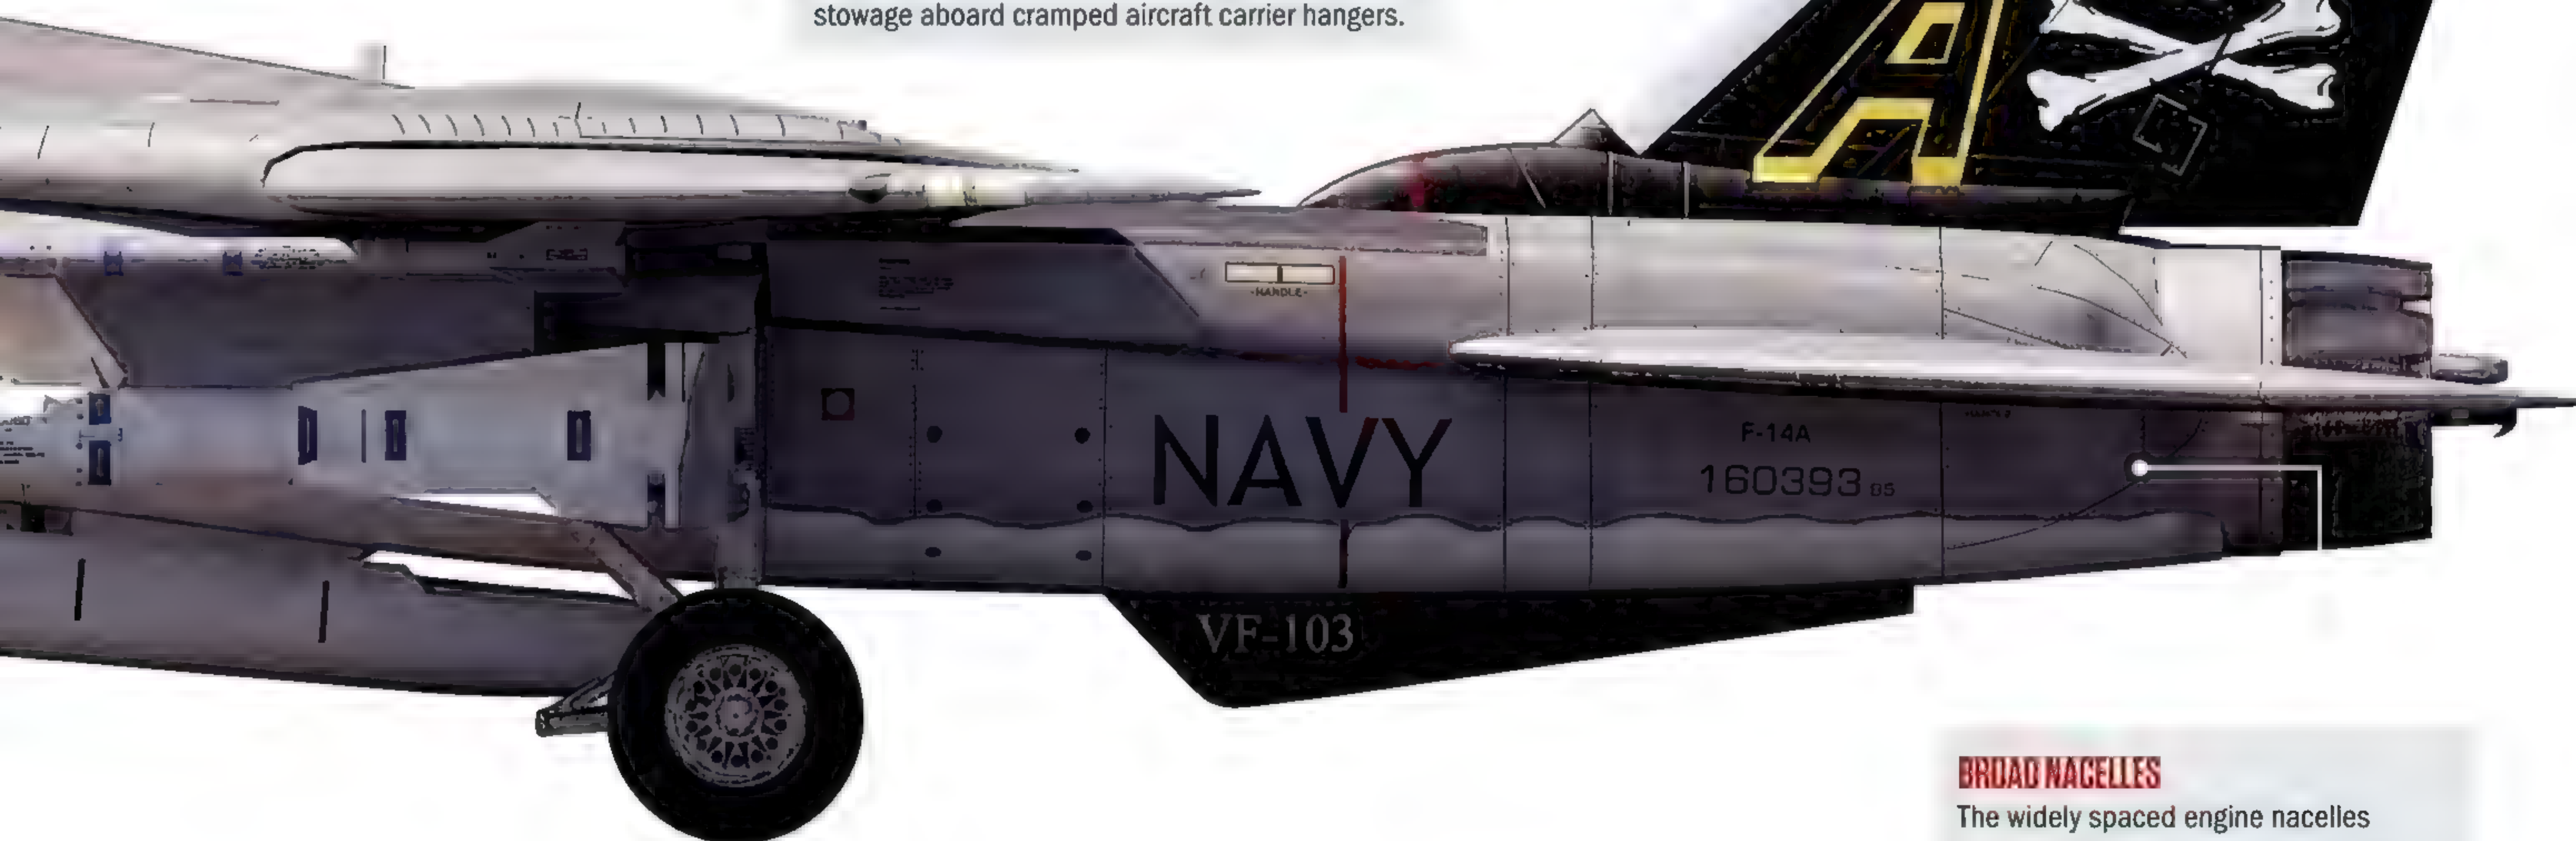 stowage aboard cramped aircraft carrier hangers.
A
-HANDLE-
NAVY
F-14A
160393 85
VF-103
BROAD NACELLES
The widely spaced engine nacelles